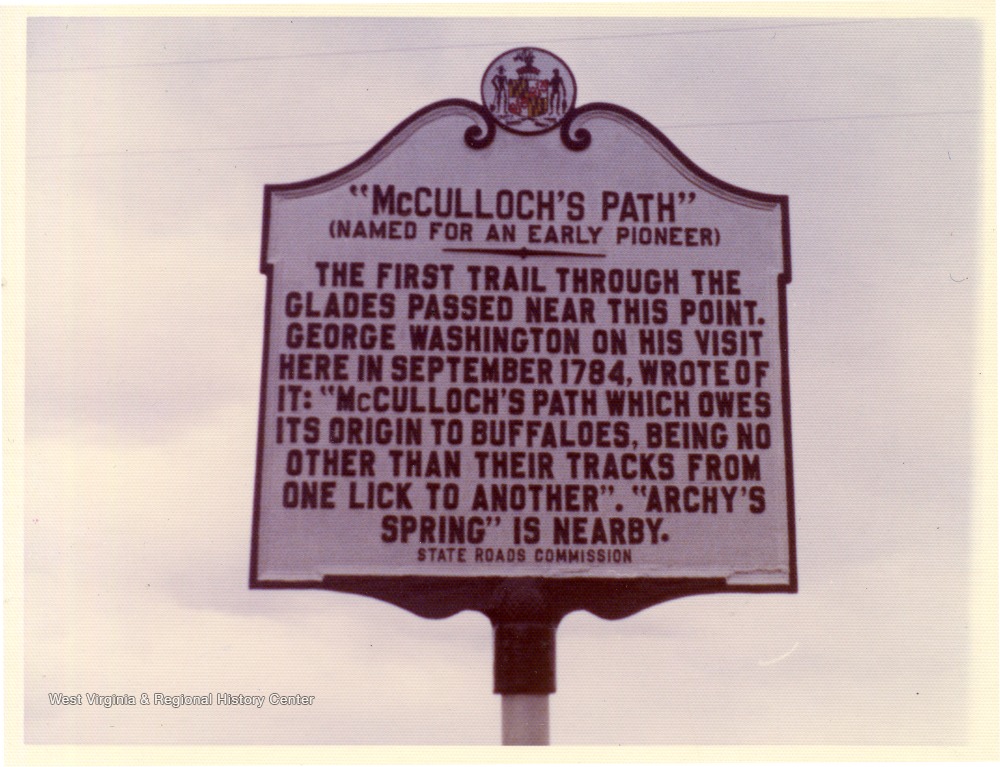 "McCULLOCH'S PATH"
(NAMED FOR AN EARLY PIONEER)
THE FIRST TRAIL THROUGH THE
GLADES PASSED NEAR THIS POINT.
GEORGE WASHINGTON ON HIS VISIT
HERE IN SEPTEMBER 1784, WROTE OF
IT: "McCULLOCH'S PATH WHICH OWES
ITS ORIGIN TO BUFFALOES, BEING NO
OTHER THAN THEIR TRACKS FROM
ONE LICK TO ANOTHER". "ARCHY'S
SPRING" IS NEARBY.
STATE ROADS COMMISSION
West Virginia & Regional History Center